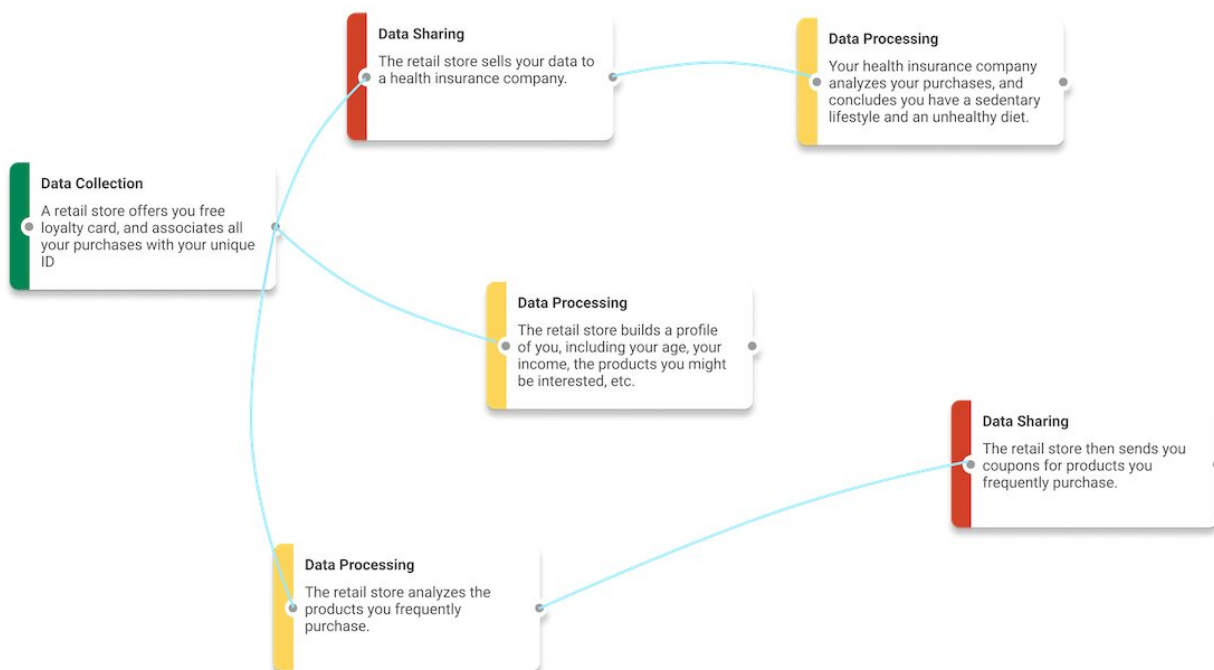 Data Sharing
The retail store sells your data to
a health insurance company.
Data Processing
Your health insurance company
analyzes your purchases, and
concludes you have a sedentary
lifestyle and an unhealthy diet.
Data Collection
A retail store offers you free
loyalty card, and associates all
your purchases with your unique
ID
Data Processing
The retail store builds a profile
of you, including your age, your
income, the products you might
be interested, etc.
Data Sharing
The retail store then sends you
coupons for products you
frequently purchase.
Data Processing
The retail store analyzes the
products you frequently
purchase.